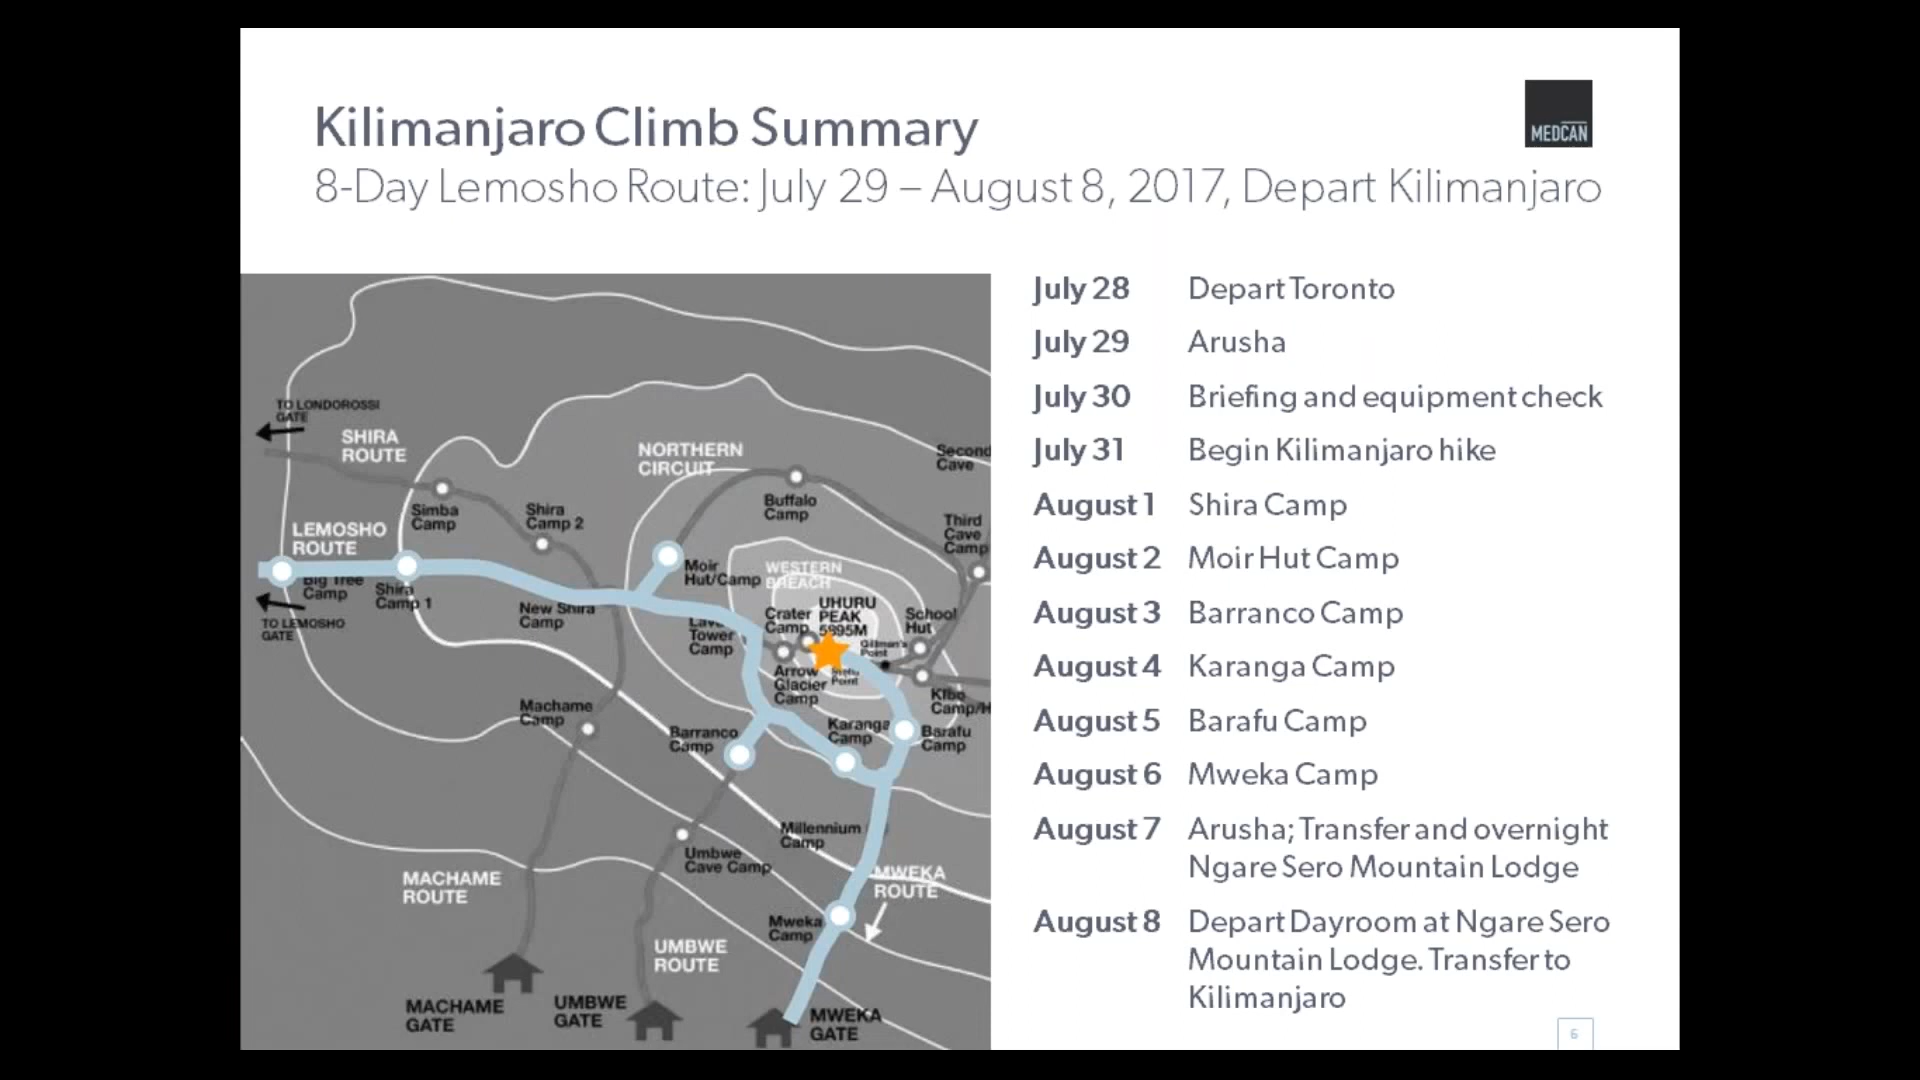 Kilimanjaro Climb Summary
MEDCAN
8-Day Lemosho Route: July 29 – August 8, 2017, Depart Kilimanjaro
TO LONDOROSSI
GATE
SHIRA
ROUTE
NORTHERN
CIRCUIT
Second
Cave
Simba
Camp
Shira
Camp 2
Buffalo
Camp
Third
Cave
Camp
LEMOSHO
ROUTE
Big Tree
Camp
Shira
Camp 1
TO LEMOSHO
GATE
New Shira
Camp
Moir
Hut/Camp
WESTERN
BREACH
Lava
Tower
Camp
Crater
Camp
UHURU
PEAK
5895M
School
Hut
Gillman's
Point
Stella
Point
Arrow
Glacier
Camp
Kibo
Camp/H
Machame
Camp
Barranco
Camp
Karanga
Camp
Barafu
Camp
Millennium
Camp
Umbwe
Cave Camp
MWEKA
ROUTE
MACHAME
ROUTE
Mweka
Camp
UMBWE
ROUTE
MACHAME
GATE
UMBWE
GATE
MWEKA
GATE
July 28 Depart Toronto
July 29 Arusha
July 30 Briefing and equipment check
July 31 Begin Kilimanjaro hike
August 1 Shira Camp
August 2 Moir Hut Camp
August 3 Barranco Camp
August 4 Karanga Camp
August 5 Barafu Camp
August 6 Mweka Camp
August 7 Arusha; Transfer and overnight
Ngare Sero Mountain Lodge
August 8 Depart Dayroom at Ngare Sero
Mountain Lodge. Transfer to
Kilimanjaro
6